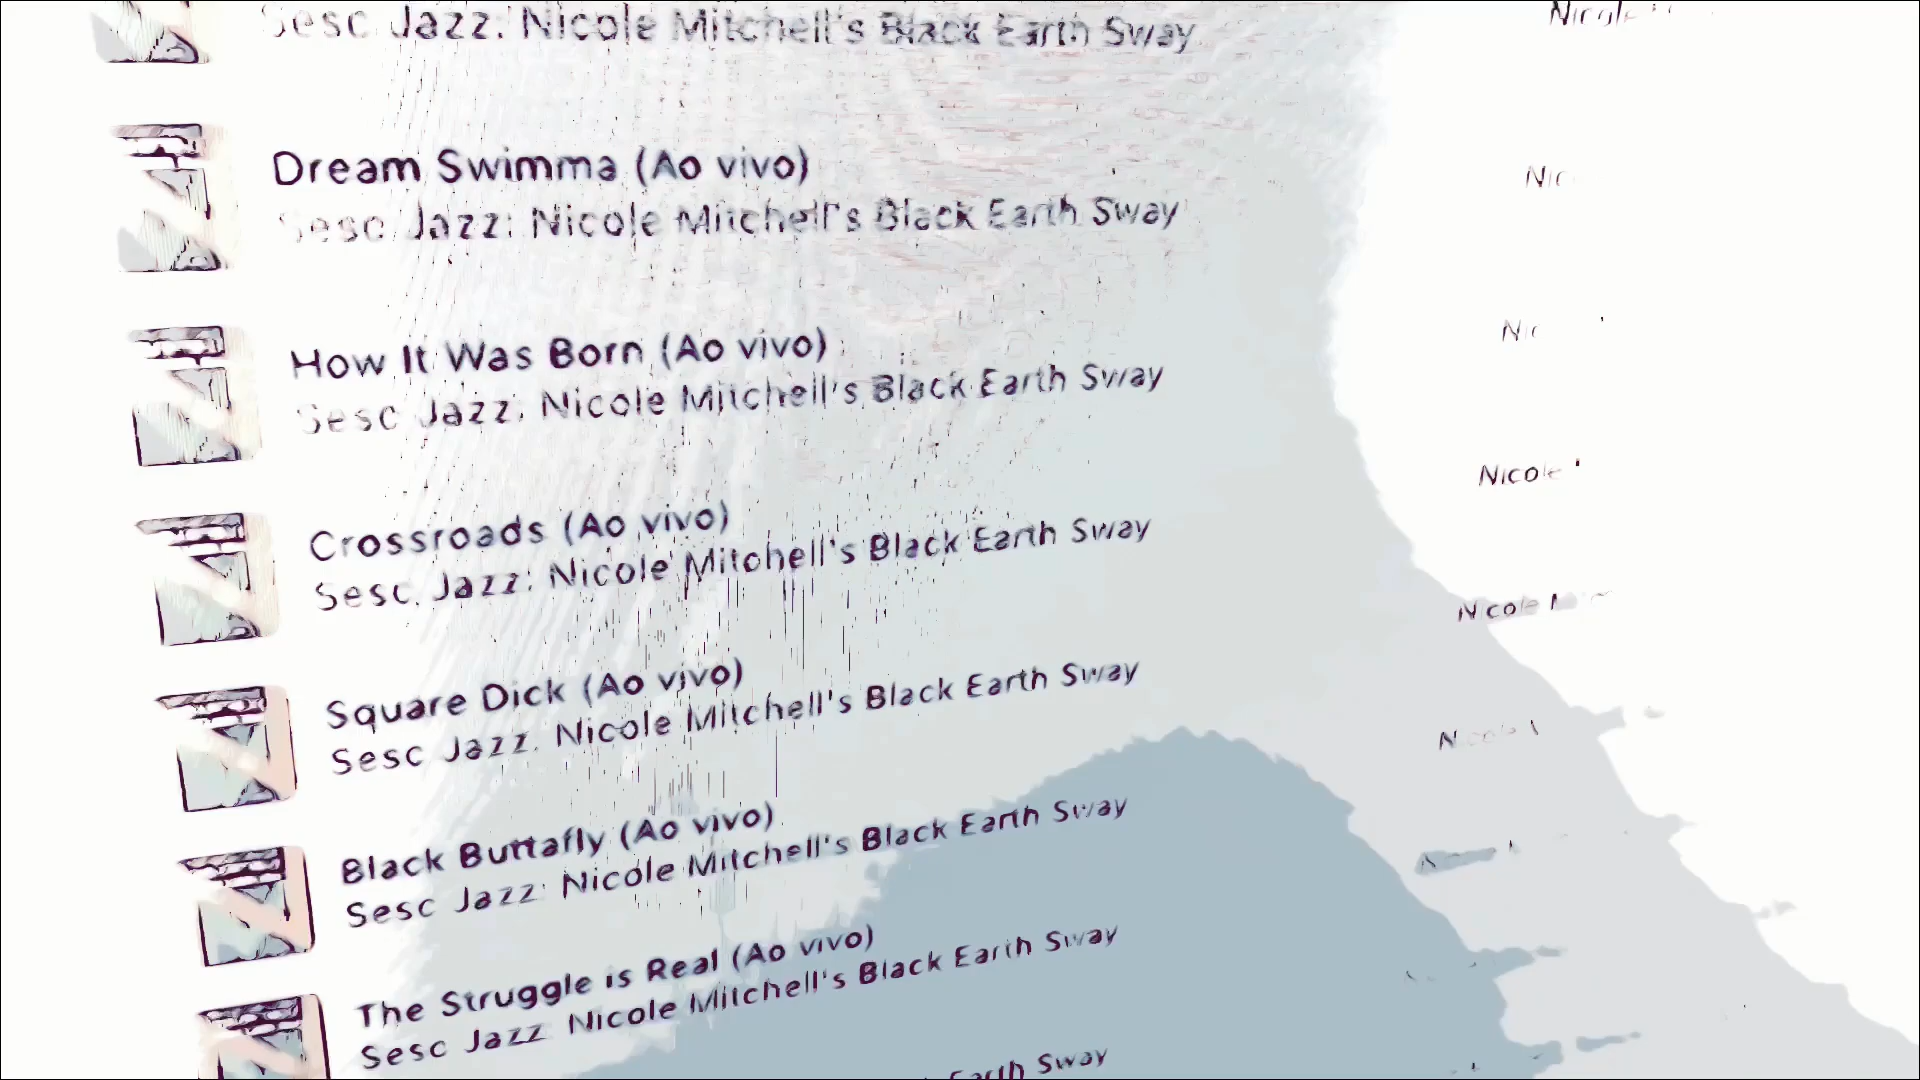 Sesc Jazz: Nicole Mitchell's Black Earth Sway
Nicole
Dream Swimma (Ao vivo)
Sesc Jazz: Nicole Mitchell's Black Earth Sway
How It Was Born (Ao vivo)
Sesc Jazz: Nicole Mitchell's Black Earth Sway
Crossroads (Ao vivo)
Nicole
Sesc Jazz: Nicole Mitchell's Black Earth Sway
Nicole
Square Dick (Ao vivo)
Sesc Jazz: Nicole Mitchell's Black Earth Sway
Nicole
Black Buttafly (Ao vivo)
Sesc Jazz: Nicole Mitchell's Black Earth Sway
The Struggle is Real (Ao vivo)
Sesc Jazz: Nicole Mitchell's Black Earth Sway
Earth Sway